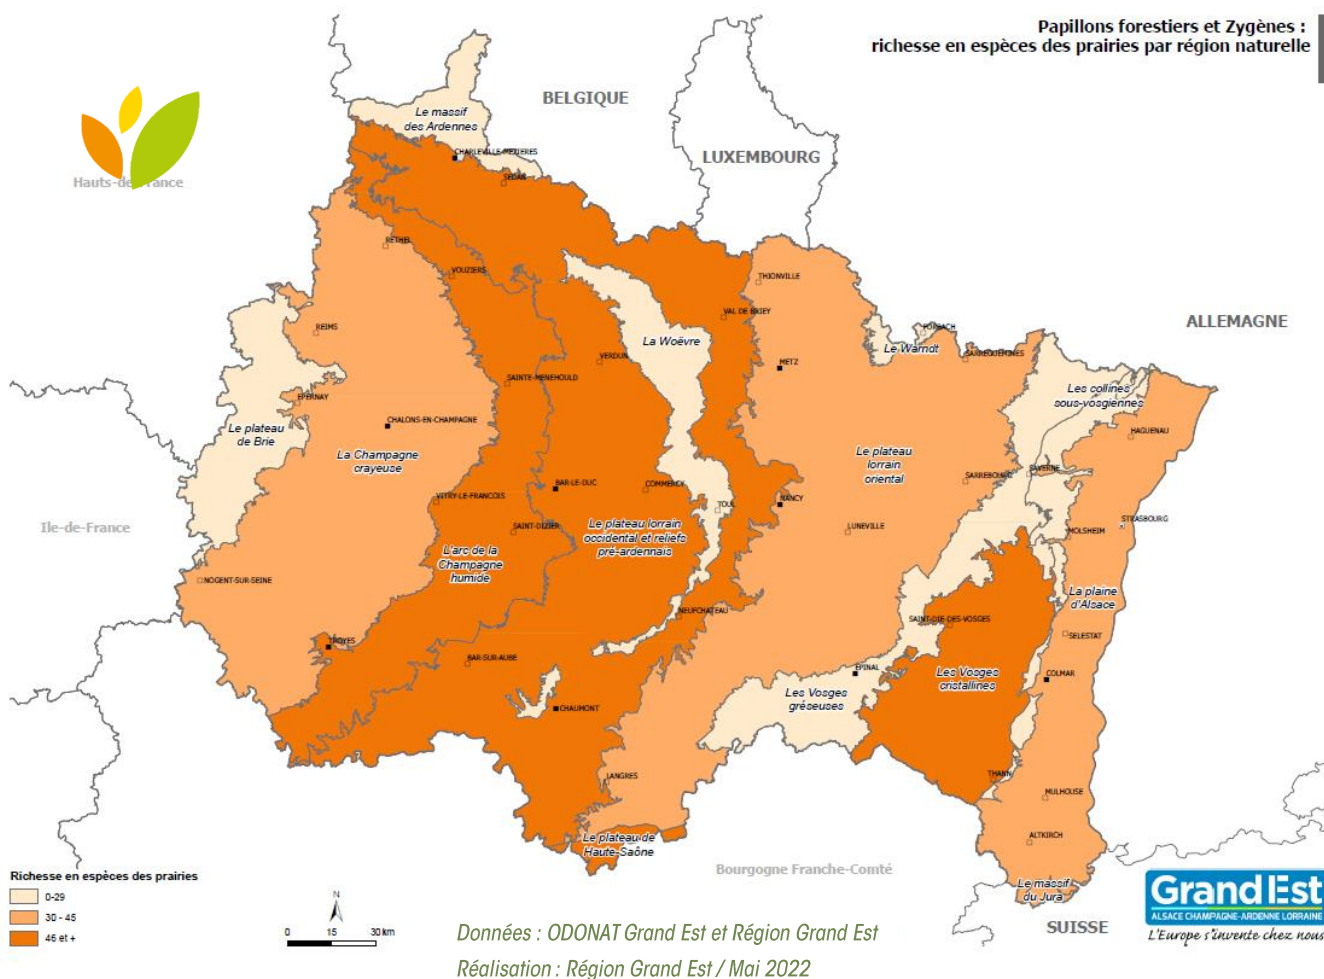 Papillons forestiers et Zygènes :
richesse en espèces des prairies par région naturelle
BELGIQUE
Le massif
des Ardennes
CHARLEVILLE-MEZIERES
LUXEMBOURG
Hauts-de-France
SEDAN
RETHEL
VOUZIERS
THIONVILLE
VAL DE BRIEY
REIMS
ALLEMAGNE
La Woëvre
FORBACH
Le Warndt
SARREGUEMINES
VERDUN
METZ
SAINTE-MENEHOULD
Les collines
sous-vosgiennes
EPERNAY
Le plateau
de Brie
CHALONS-EN-CHAMPAGNE
HAGUENAU
La Champagne
crayeuse
Le plateau
lorrain
oriental
SAVERNE
SARREBOURG
BAR-LE-DUC
COMMERCY
VITRY-LE-FRANCOIS
NANCY
TOUL
Ile-de-France
SAINT-DIZIER
Le plateau lorrain
occidental et reliefs
pré-ardennais
LUNEVILLE
MOLSHEIM
STRASBOURG
L'arc de la
Champagne
humide
NOGENT-SUR-SEINE
La plaine
d'Alsace
NEUFCHATEAU
SAINT-DIE-DES-VOSGES
SELESTAT
TROYES
BAR-SUR-AUBE
EPINAL
Les Vosges
cristallines
COLMAR
Les Vosges
gréseuses
CHAUMONT
LANGRES
THANN
MULHOUSE
Le plateau de
Haute-Saône
ALTKIRCH
Bourgogne Franche-Comté
Le massif
du Jura
SUISSE
Richesse en espèces des prairies
0-29
30 - 45
46 et +
N
0 15 30 km
Données : ODONAT Grand Est et Région Grand Est
Réalisation : Région Grand Est / Mai 2022
Grand Est
ALSACE CHAMPAGNE-ARDENNE LORRAINE
L'Europe s'invente chez nous